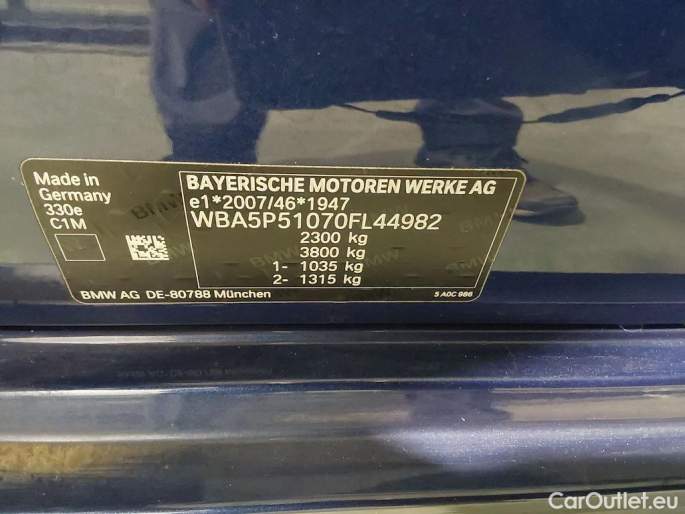 Made in
Germany
330e
C1M
BAYERISCHE MOTOREN WERKE AG
e1*2007/46*1947
WBA5P51070FL44982
2300 kg
3800 kg
1- 1035 kg
2- 1315 kg
BMW AG DE-80788 München
5 A0C 986
CarOutlet.eu